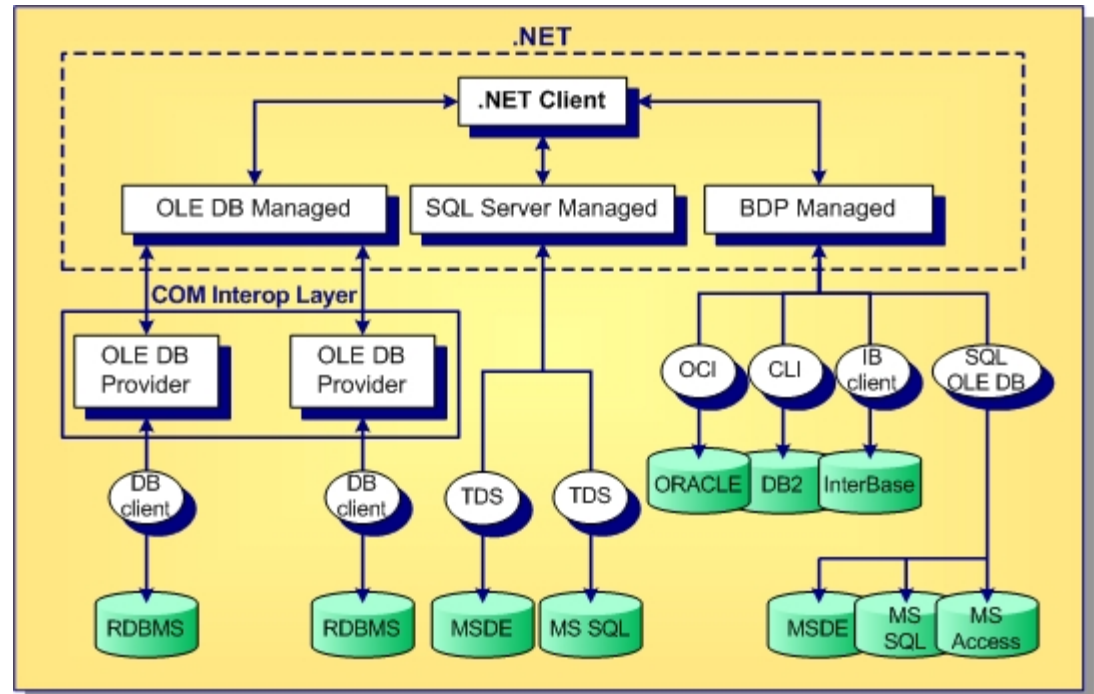 .NET
.NET Client
OLE DB Managed
SQL Server Managed
BDP Managed
COM Interop Layer
OLE DB
Provider
OLE DB
Provider
OCI
CLI
IB
client
SQL
OLE DB
DB
client
DB
client
TDS
TDS
ORACLE
DB2
InterBase
RDBMS
RDBMS
MSDE
MS SQL
MSDE
MS
SQL
MS
Access